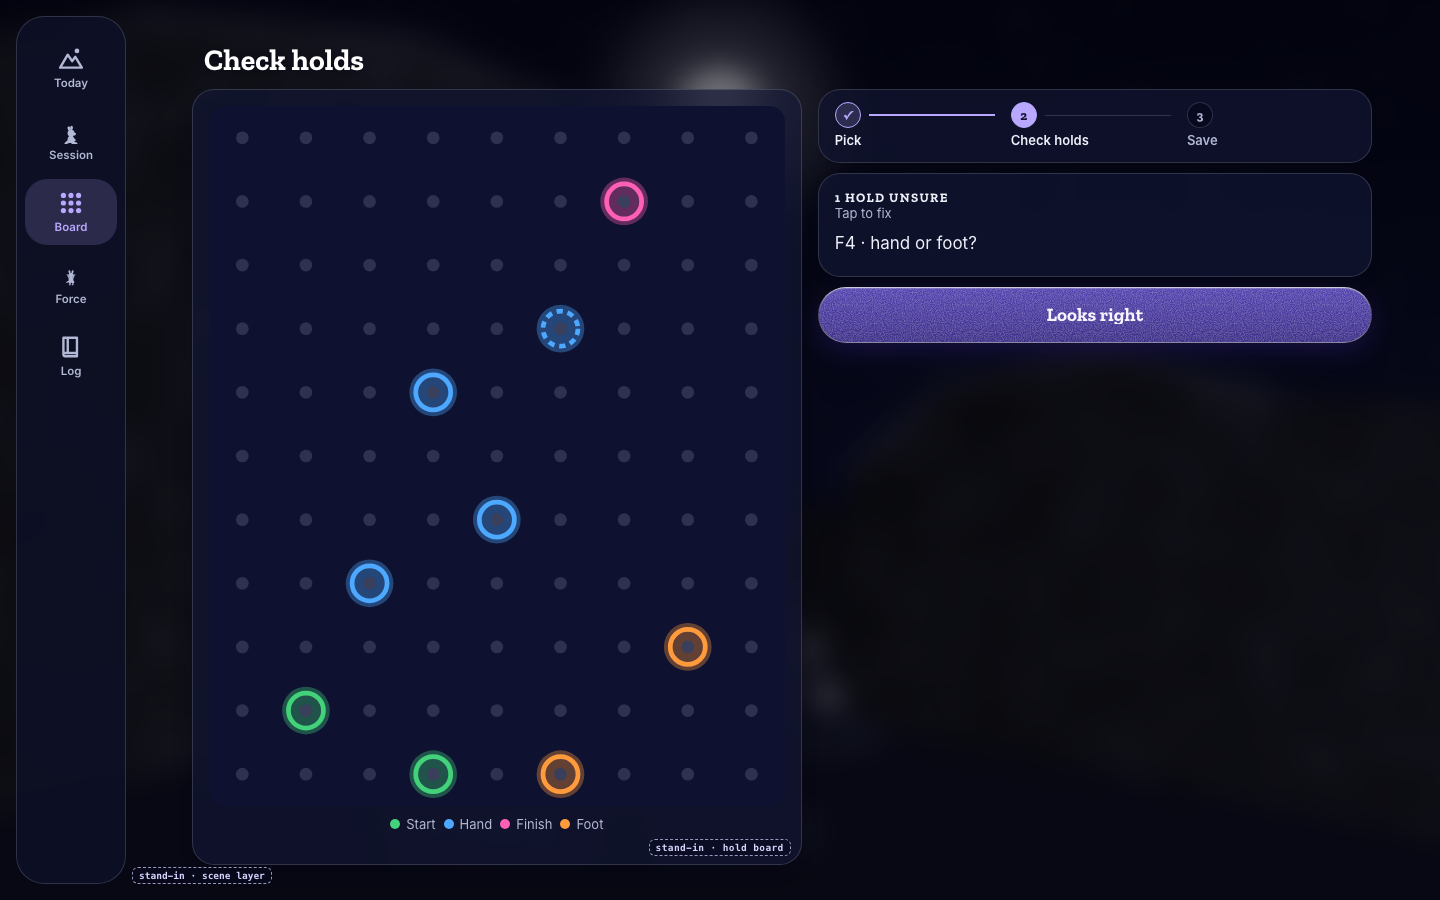 Today
Session
Board
Force
Log
Check holds
Start
Hand
Finish
Foot
stand-in · hold board
stand-in · scene layer
2
3
Pick
Check holds
Save
1 HOLD UNSURE
Tap to fix
F4 · hand or foot?
Looks right